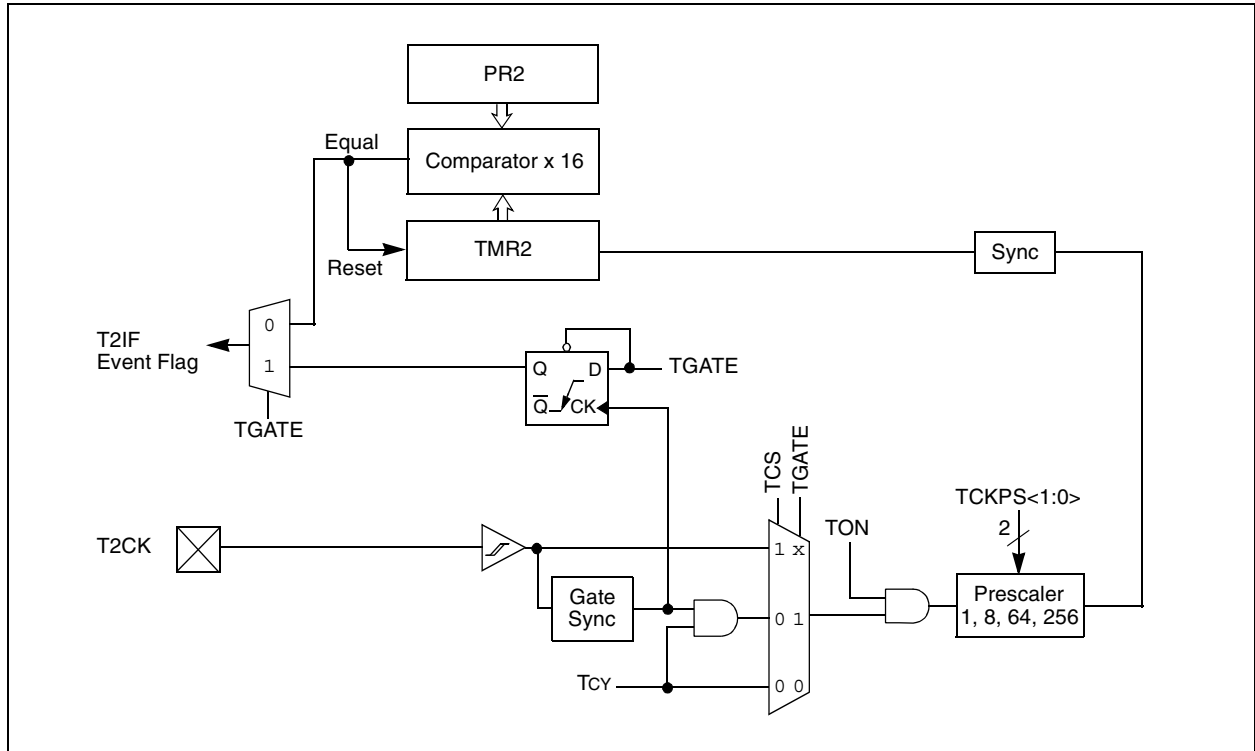 PR2
Equal
Comparator x 16
TMR2
Sync
Reset
0
T2IF
Event Flag
1
Q D
TGATE
Q̅ CK
TGATE
TCS
TGATE
TCKPS<1:0>
2
TON
T2CK
1 x
Gate
Sync
Prescaler
1, 8, 64, 256
0 1
TCY
0 0